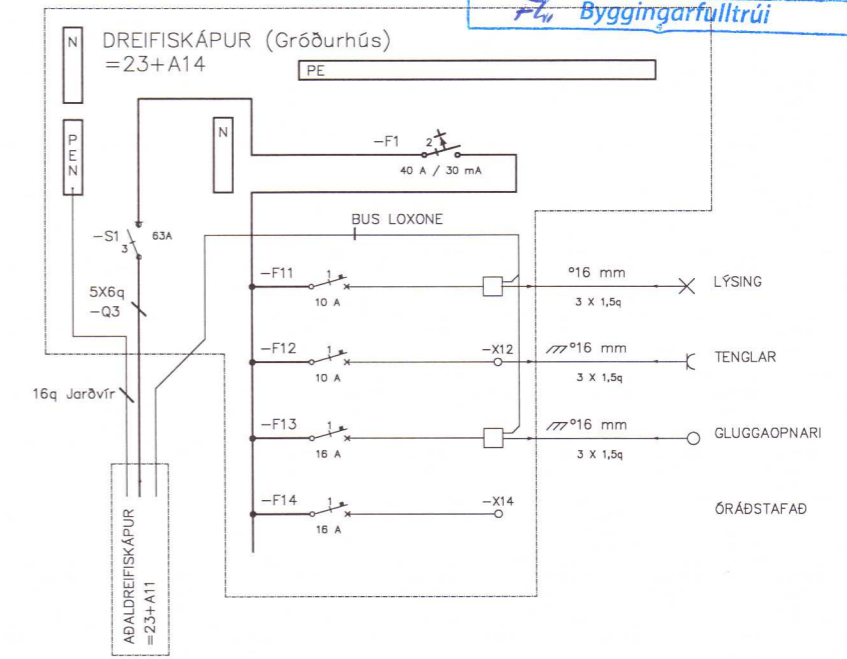 Byggingarfulltrúi
N
DREIFISKÁPUR (Gróðurhús)
=23+A14
PE
PEN
N
-F1
2
40 A / 30 mA
-S1
3
63A
BUS LOXONE
-F11
1
10 A
°16 mm
3 X 1,5q
LÝSING
5X6q
-Q3
-F12
1
10 A
-X12
°16 mm
3 X 1,5q
TENGLAR
16q Jarðvír
-F13
1
16 A
°16 mm
3 X 1,5q
GLUGGAOPNARI
-F14
1
16 A
-X14
ÓRÁÐSTAFAÐ
AÐALDREIFISKÁPUR
=23+A11